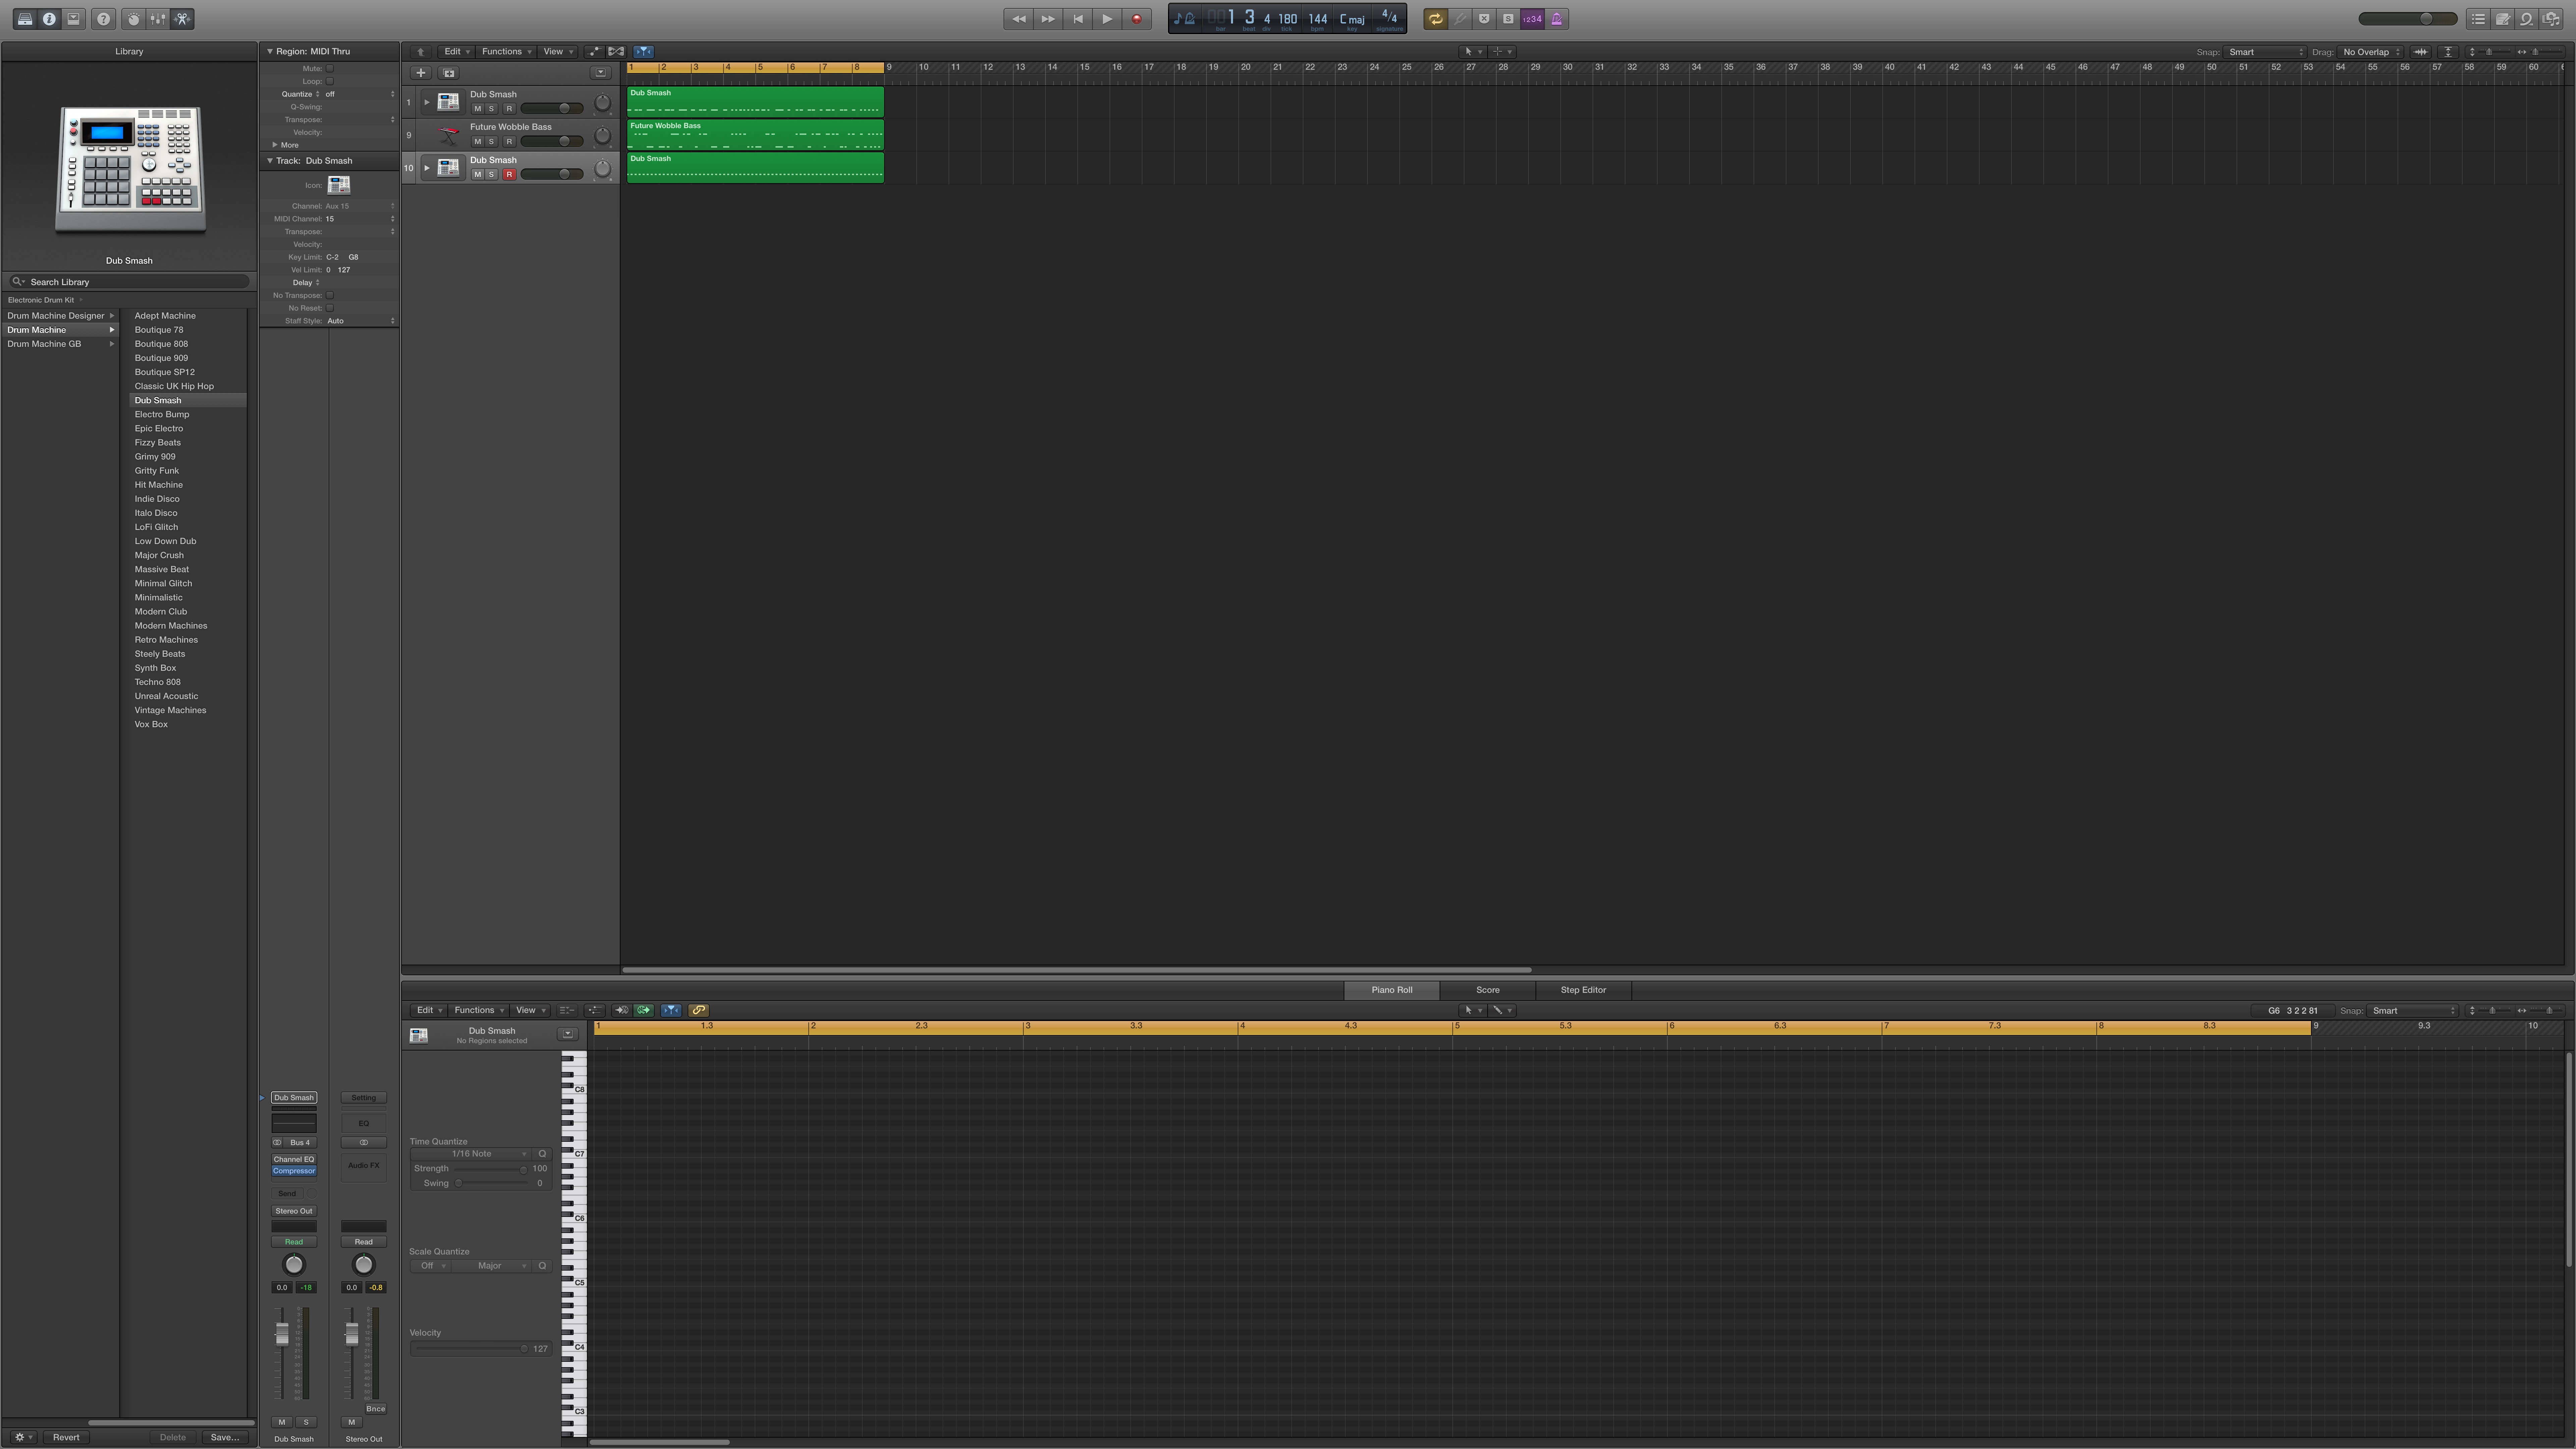 1 3 4 180 144 C maj 4/4
bar beat div tick bpm key signature
S 1234
Library
Dub Smash
Search Library
Electronic Drum Kit
Drum Machine Designer
Drum Machine
Drum Machine GB
Adept Machine
Boutique 78
Boutique 808
Boutique 909
Boutique SP12
Classic UK Hip Hop
Dub Smash
Electro Bump
Epic Electro
Fizzy Beats
Grimy 909
Gritty Funk
Hit Machine
Indie Disco
Italo Disco
LoFi Glitch
Low Down Dub
Major Crush
Massive Beat
Minimal Glitch
Minimalistic
Modern Club
Modern Machines
Retro Machines
Steely Beats
Synth Box
Techno 808
Unreal Acoustic
Vintage Machines
Vox Box
Revert Delete Save...
Region: MIDI Thru
Mute:
Loop:
Quantize off
Q-Swing:
Transpose:
Velocity:
More
Track: Dub Smash
Icon:
Channel: Aux 15
MIDI Channel: 15
Transpose:
Velocity:
Key Limit: C-2 G8
Vel Limit: 0 127
Delay
No Transpose:
No Reset:
Staff Style: Auto
Dub Smash Setting
EQ
Bus 4
Channel EQ
Compressor
Audio FX
Send
Stereo Out
Read Read
0.0 -18 0.0 -0.8
Bnce
M S M
Dub Smash Stereo Out
Edit Functions View
Snap: Smart Drag: No Overlap
1 2 3 4 5 6 7 8 9 10 11 12 13 14 15 16 17 18 19 20 21 22 23 24 25 26 27 28 29 30 31 32 33 34 35 36 37 38 39 40 41 42 43 44 45 46 47 48 49 50 51 52 53 54 55 56 57 58 59 60
1 Dub Smash
M S R
Dub Smash
9 Future Wobble Bass
M S R
Future Wobble Bass
10 Dub Smash
M S R
Dub Smash
Piano Roll Score Step Editor
Edit Functions View
G6 3 2 2 81 Snap: Smart
Dub Smash
No Regions selected
1 1.3 2 2.3 3 3.3 4 4.3 5 5.3 6 6.3 7 7.3 8 8.3 9 9.3 10
Time Quantize
1/16 Note Q
Strength 100
Swing 0
Scale Quantize
Off Major Q
Velocity
127
C8
C7
C6
C5
C4
C3